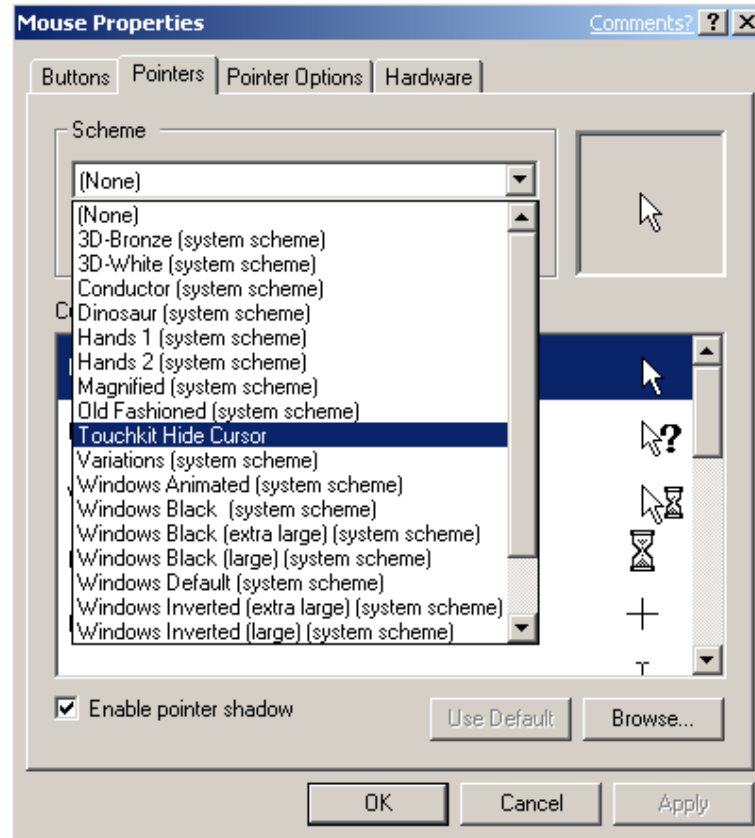 Mouse Properties Comments? ? X
Buttons Pointers Pointer Options Hardware
Scheme
(None)
(None)
3D-Bronze (system scheme)
3D-White (system scheme)
Conductor (system scheme)
Dinosaur (system scheme)
Hands 1 (system scheme)
Hands 2 (system scheme)
Magnified (system scheme)
Old Fashioned (system scheme)
Touchkit Hide Cursor
Variations (system scheme)
Windows Animated (system scheme)
Windows Black  (system scheme)
Windows Black (extra large) (system scheme)
Windows Black (large) (system scheme)
Windows Default (system scheme)
Windows Inverted (extra large) (system scheme)
Windows Inverted (large) (system scheme)
Enable pointer shadow
Use Default Browse...
OK Cancel Apply